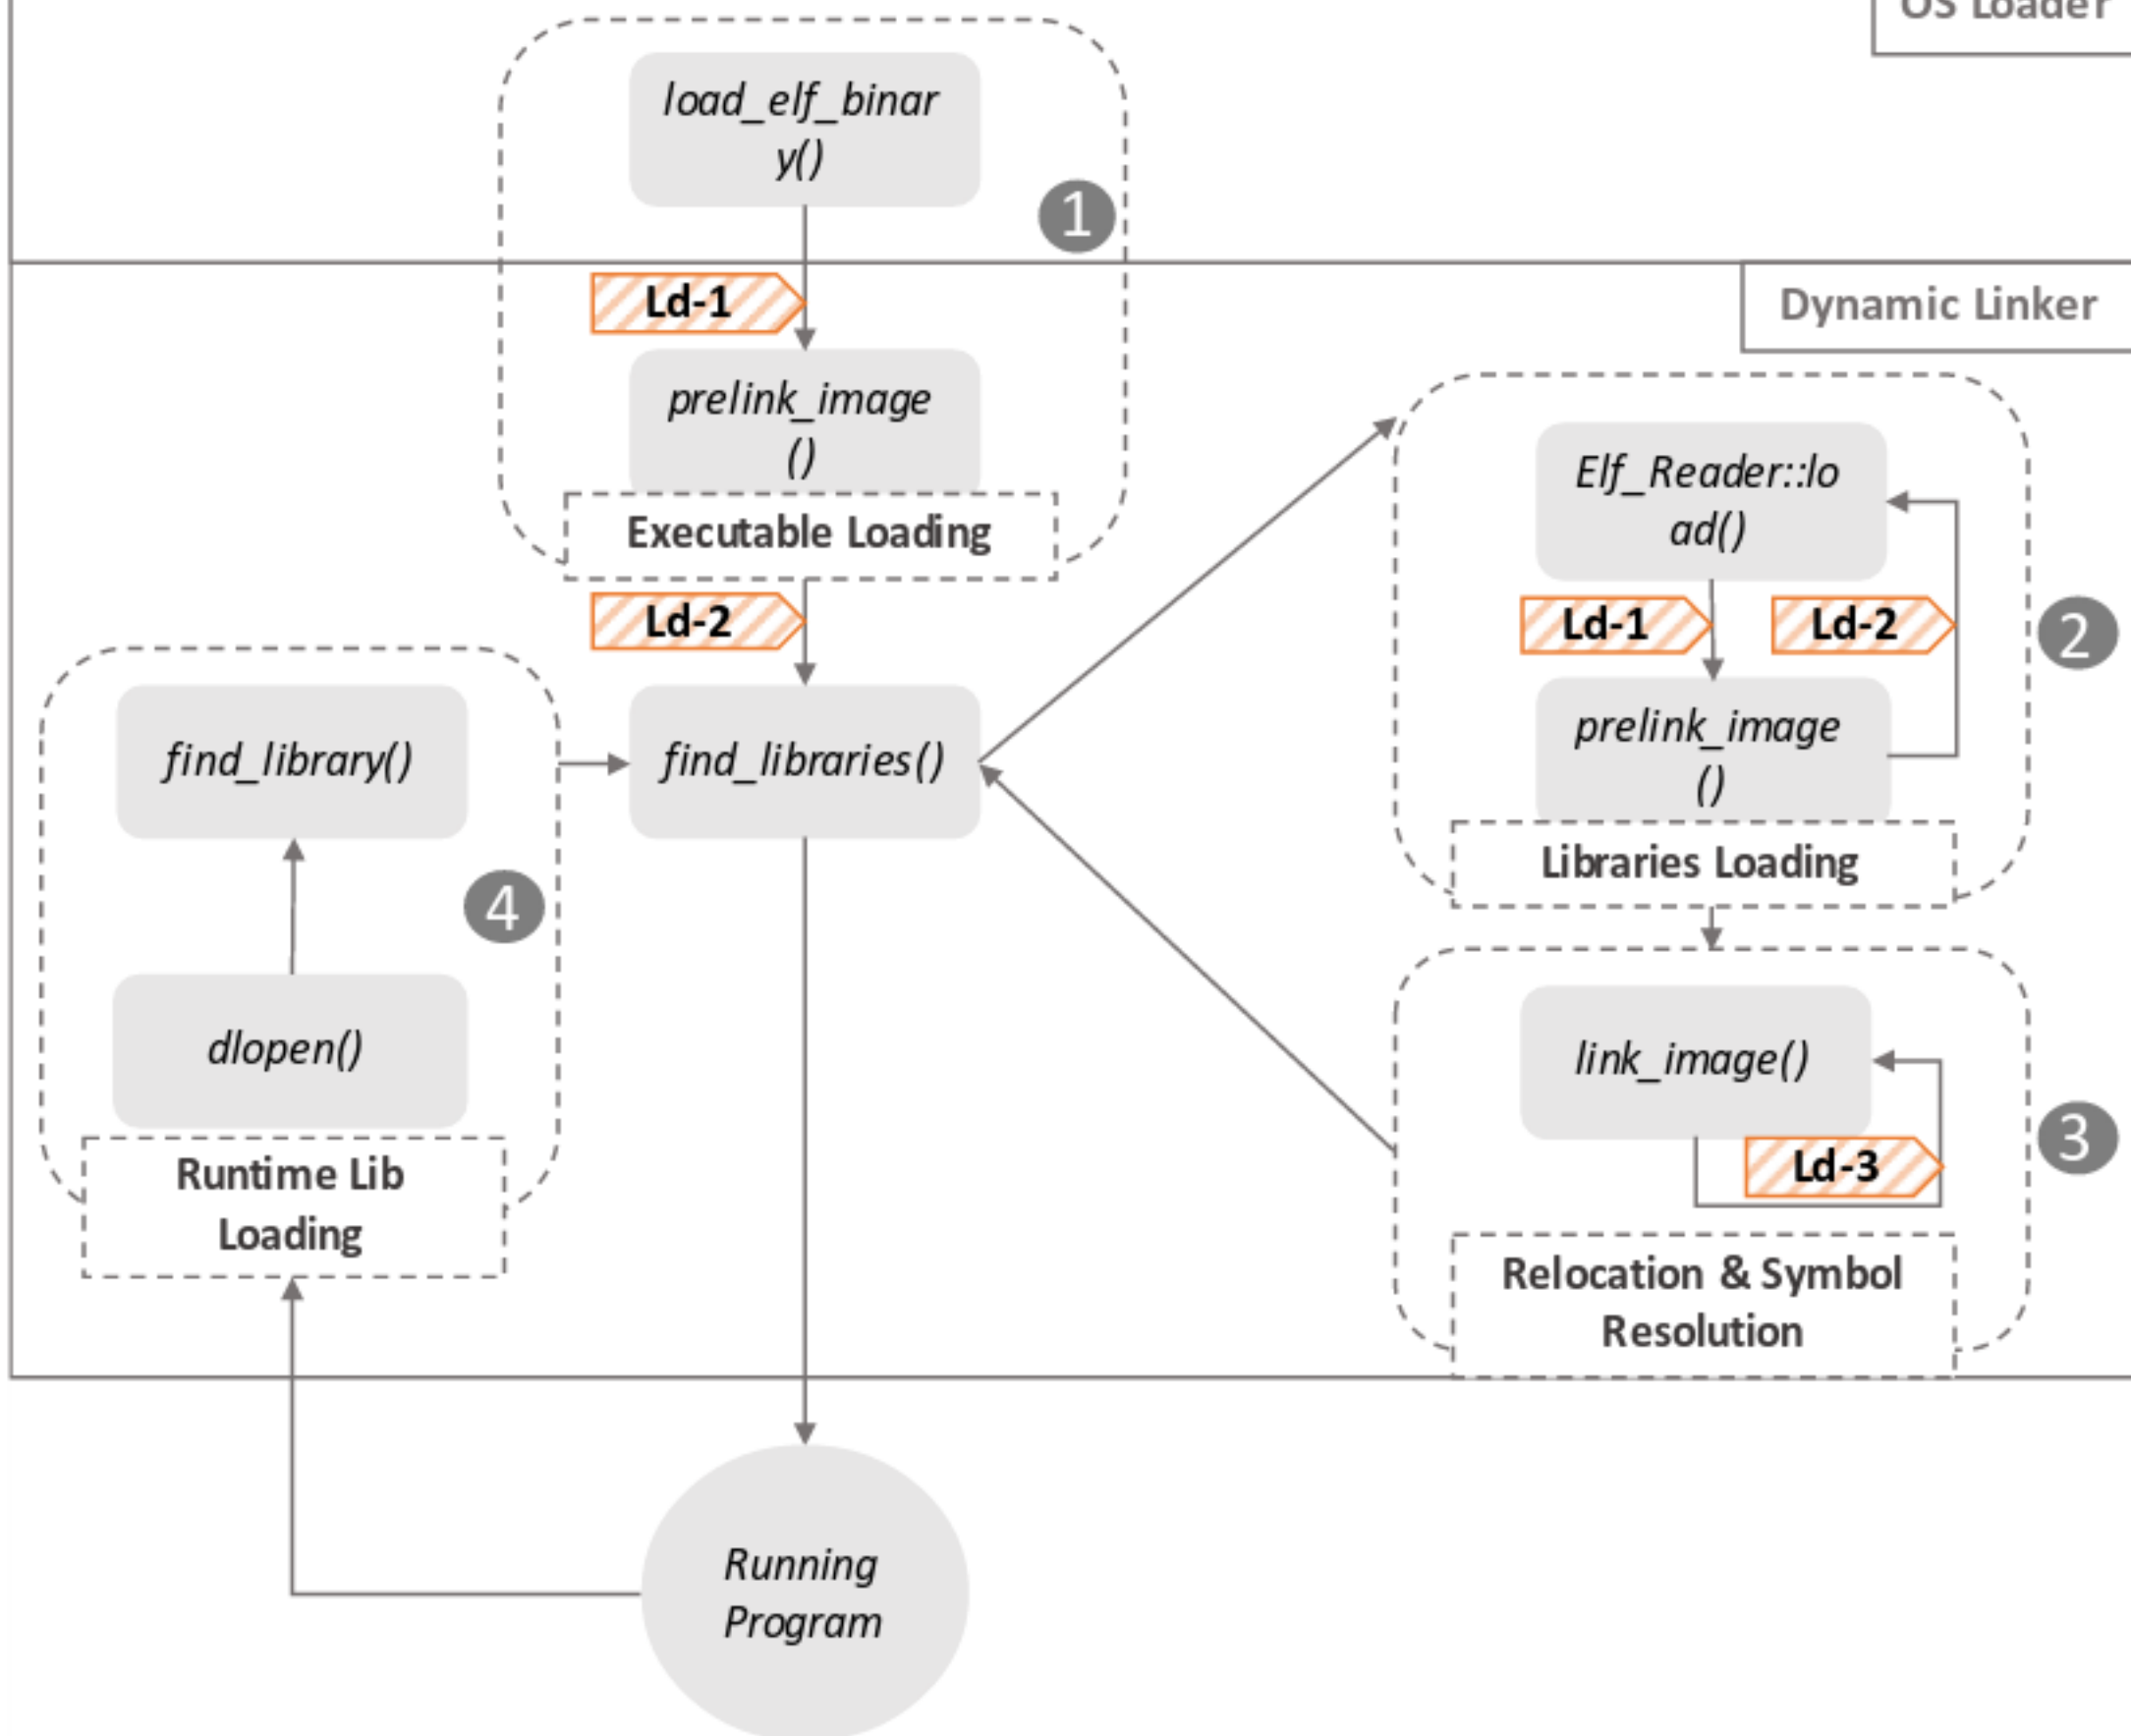 OS Loader
load_elf_binar
y()
1
Ld-1
Dynamic Linker
prelink_image
()
Executable Loading
Ld-2
Elf_Reader::lo
ad()
Ld-1
Ld-2
2
prelink_image
()
Libraries Loading
find_library()
find_libraries()
4
dlopen()
Runtime Lib
Loading
link_image()
Ld-3
3
Relocation & Symbol
Resolution
Running
Program